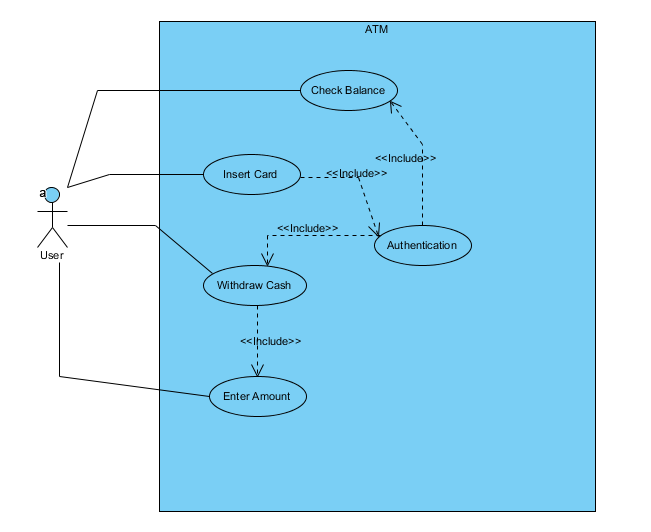 ATM
Check Balance
<<Include>>
Insert Card
<<Include>>
a
User
<<Include>>
Authentication
Withdraw Cash
<<Include>>
Enter Amount